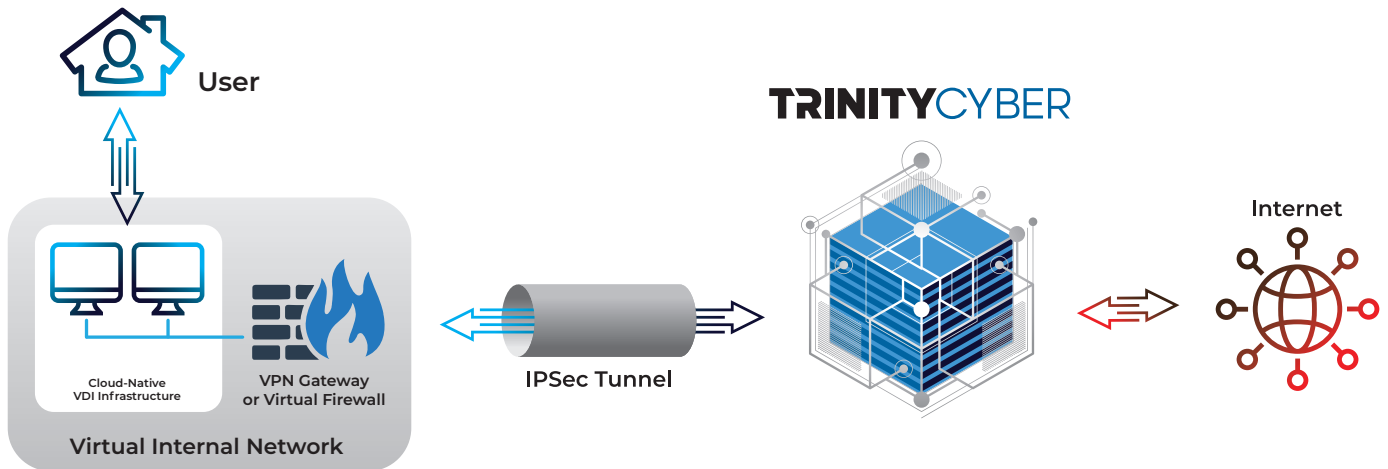 User
TRINITYCYBER
Internet
IPSec Tunnel
Cloud-Native
VDI Infrastructure
VPN Gateway
or Virtual Firewall
Virtual Internal Network